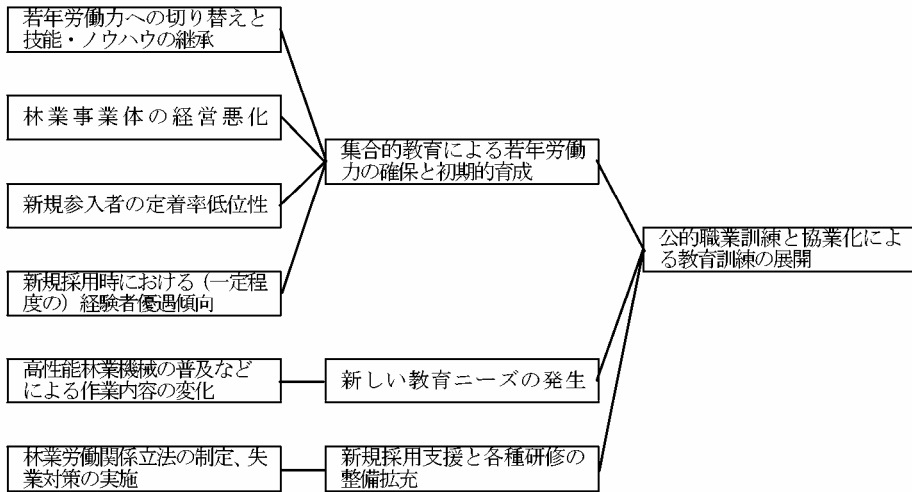 若年労働力への切り替えと
技能・ノウハウの継承
林業事業体の経営悪化
新規参入者の定着率低位性
新規採用時における（一定程
度の）経験者優遇傾向
高性能林業機械の普及など
による作業内容の変化
林業労働関係立法の制定、失
業対策の実施
集合的教育による若年労働
力の確保と初期的育成
新しい教育ニーズの発生
新規採用支援と各種研修の
整備拡充
公的職業訓練と協業化によ
る教育訓練の展開